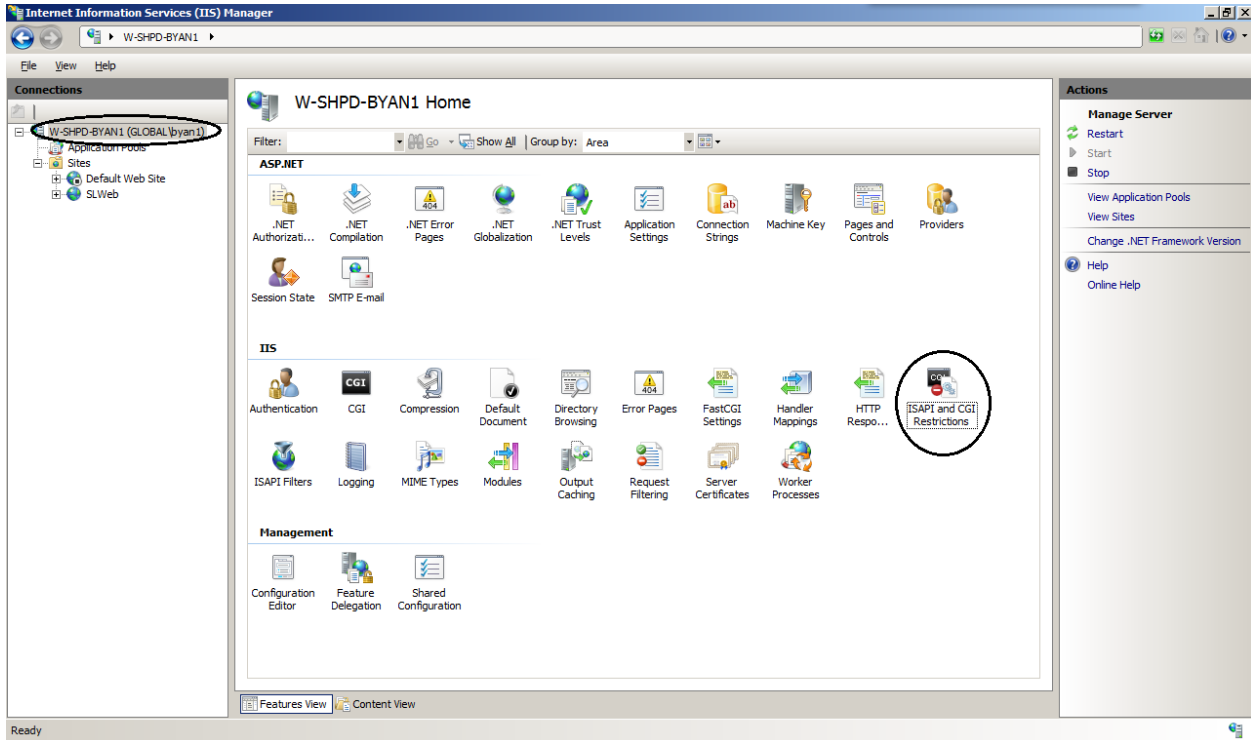 Internet Information Services (IIS) Manager
W-SHPD-BYAN1
File View Help
Connections
W-SHPD-BYAN1 (GLOBAL\byan1)
Application Pools
Sites
Default Web Site
SLWeb
W-SHPD-BYAN1 Home
Filter: Go Show All Group by: Area
ASP.NET
.NET Authorizati...
.NET Compilation
.NET Error Pages
.NET Globalization
.NET Trust Levels
Application Settings
Connection Strings
Machine Key
Pages and Controls
Providers
Session State
SMTP E-mail
IIS
Authentication
CGI
Compression
Default Document
Directory Browsing
Error Pages
FastCGI Settings
Handler Mappings
HTTP Respo...
ISAPI and CGI Restrictions
ISAPI Filters
Logging
MIME Types
Modules
Output Caching
Request Filtering
Server Certificates
Worker Processes
Management
Configuration Editor
Feature Delegation
Shared Configuration
Features View Content View
Actions
Manage Server
Restart
Start
Stop
View Application Pools
View Sites
Change .NET Framework Version
Help
Online Help
Ready